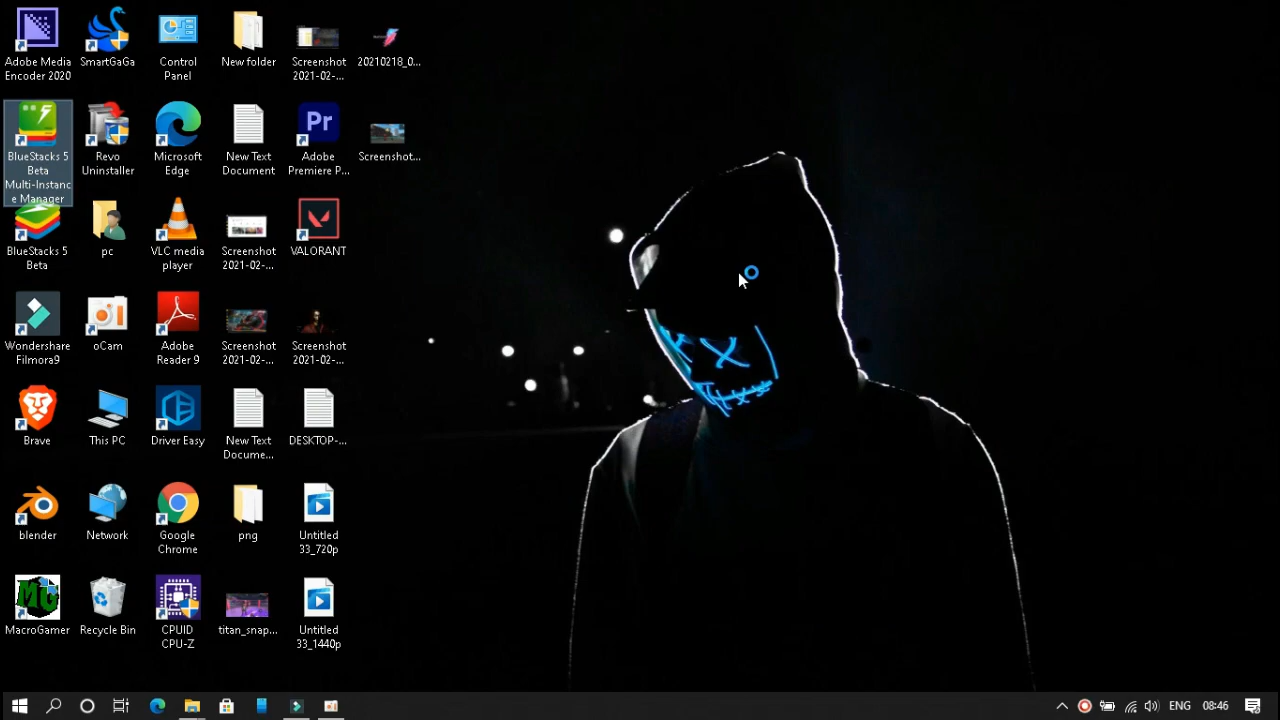 Adobe Media
Encoder 2020
SmartGaGa
Control
Panel
New folder
Screenshot
2021-02-...
20210218_0...
BlueStacks 5
Beta
Multi-Instanc
e Manager
Revo
Uninstaller
Microsoft
Edge
New Text
Document
Pr
Adobe
Premiere P...
Screenshot...
BlueStacks 5
Beta
pc
VLC media
player
Screenshot
2021-02-...
VALORANT
Wondershare
Filmora9
oCam
Adobe
Reader 9
Screenshot
2021-02-...
Screenshot
2021-02-...
Brave
This PC
Driver Easy
New Text
Docume...
DESKTOP-...
blender
Network
Google
Chrome
png
Untitled
33_720p
MG
MacroGamer
Recycle Bin
CPUID
CPU-Z
titan_snap...
Untitled
33_1440p
ENG
08:46